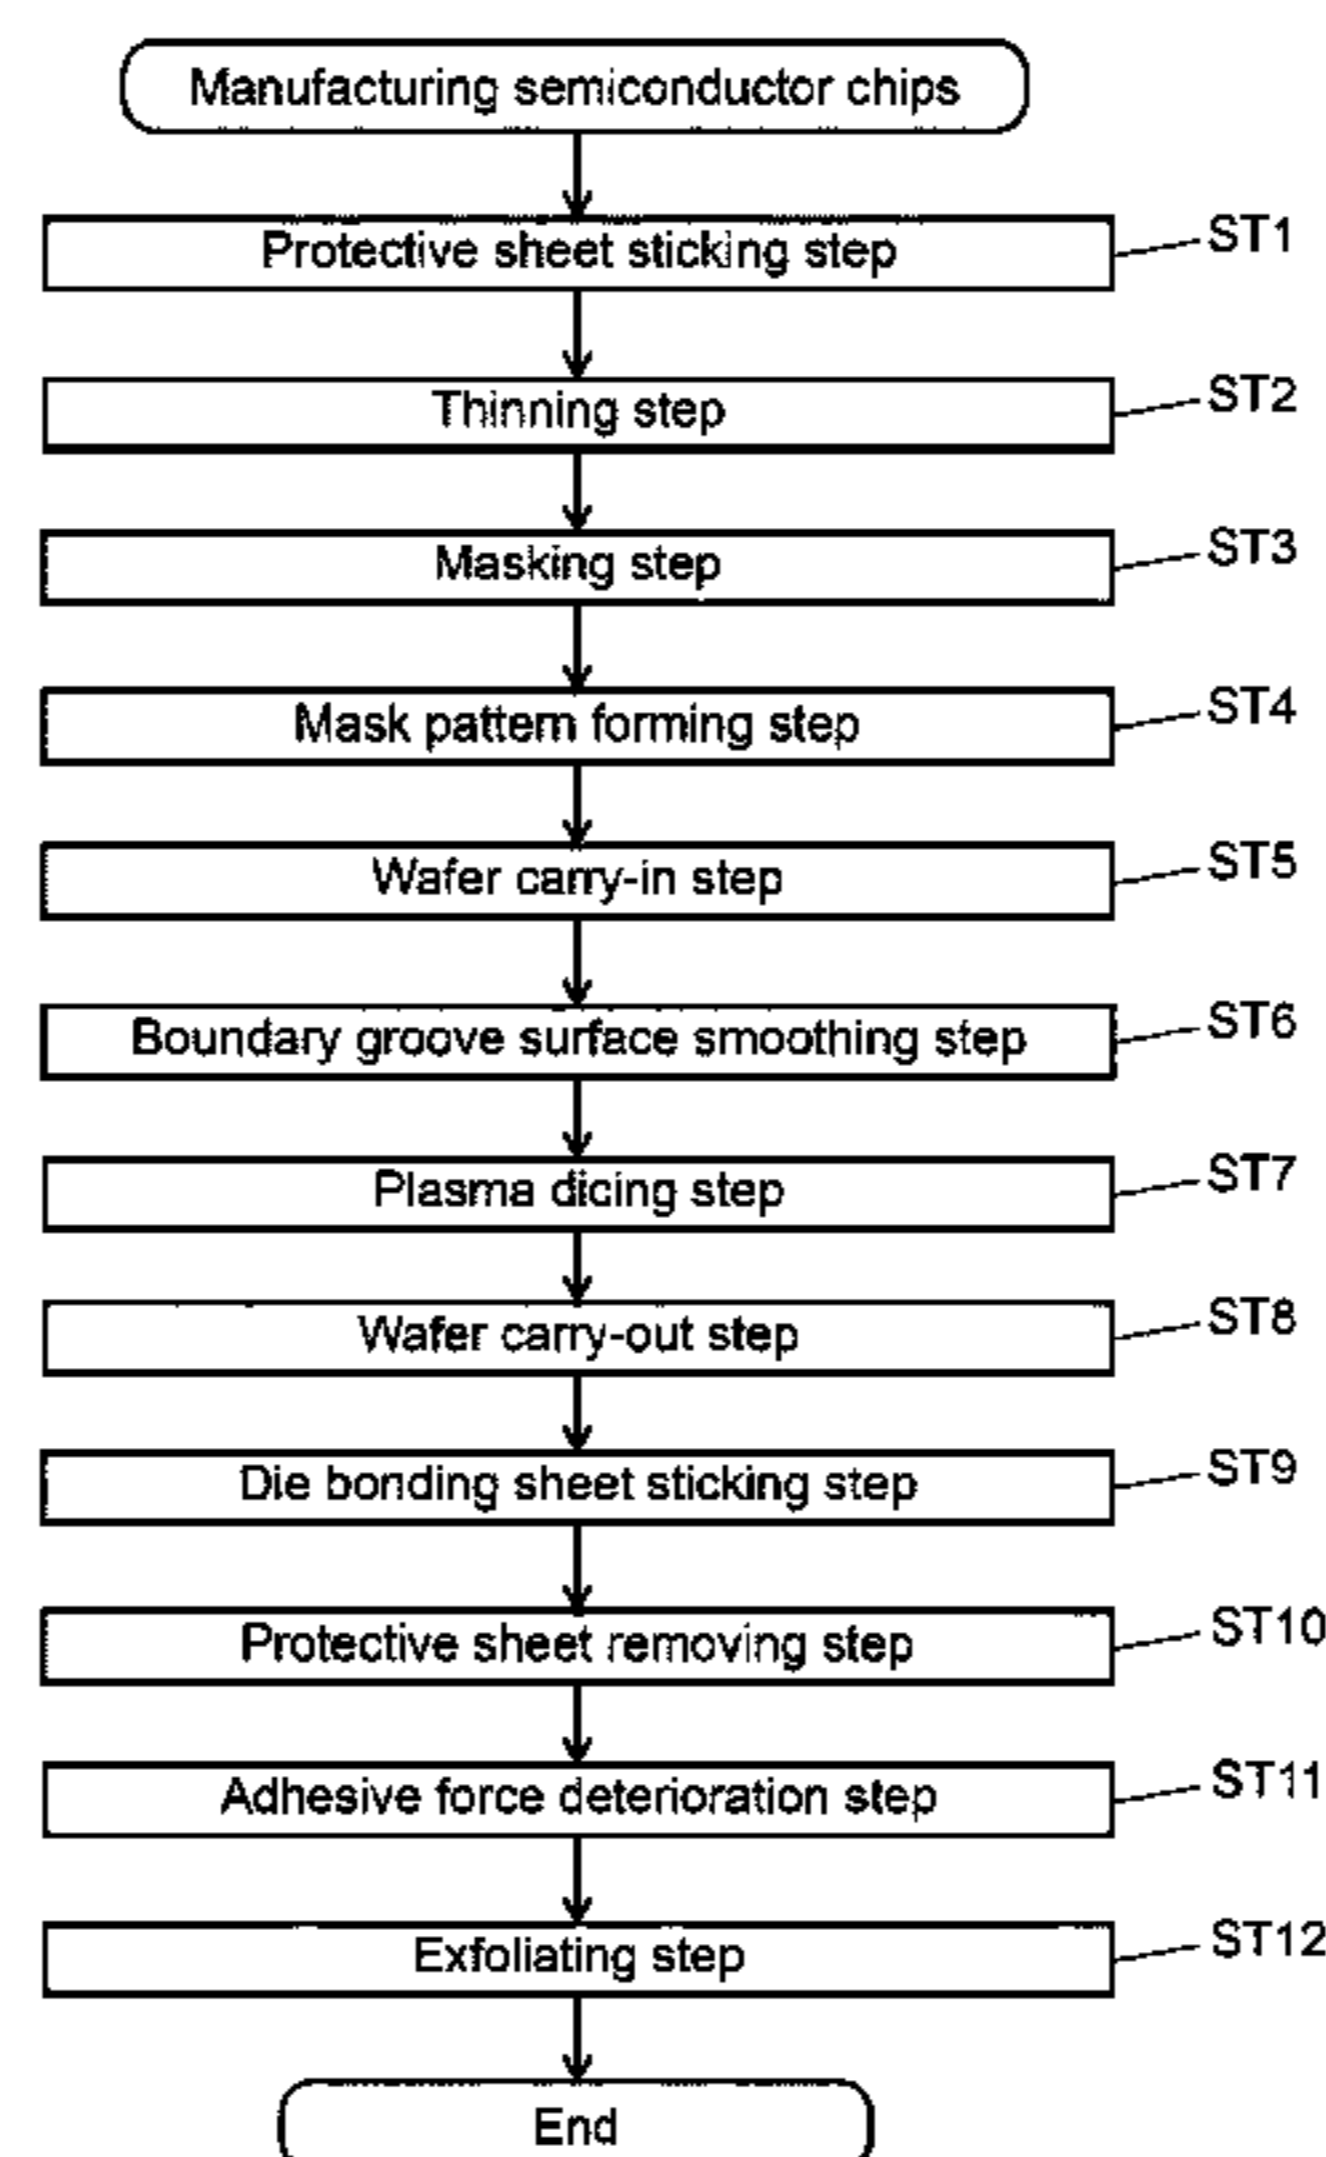 Manufacturing semiconductor chips
Protective sheet sticking step
ST1
Thinning step
ST2
Masking step
ST3
Mask pattern forming step
ST4
Wafer carry-in step
ST5
Boundary groove surface smoothing step
ST6
Plasma dicing step
ST7
Wafer carry-out step
ST8
Die bonding sheet sticking step
ST9
Protective sheet removing step
ST10
Adhesive force deterioration step
ST11
Exfoliating step
ST12
End